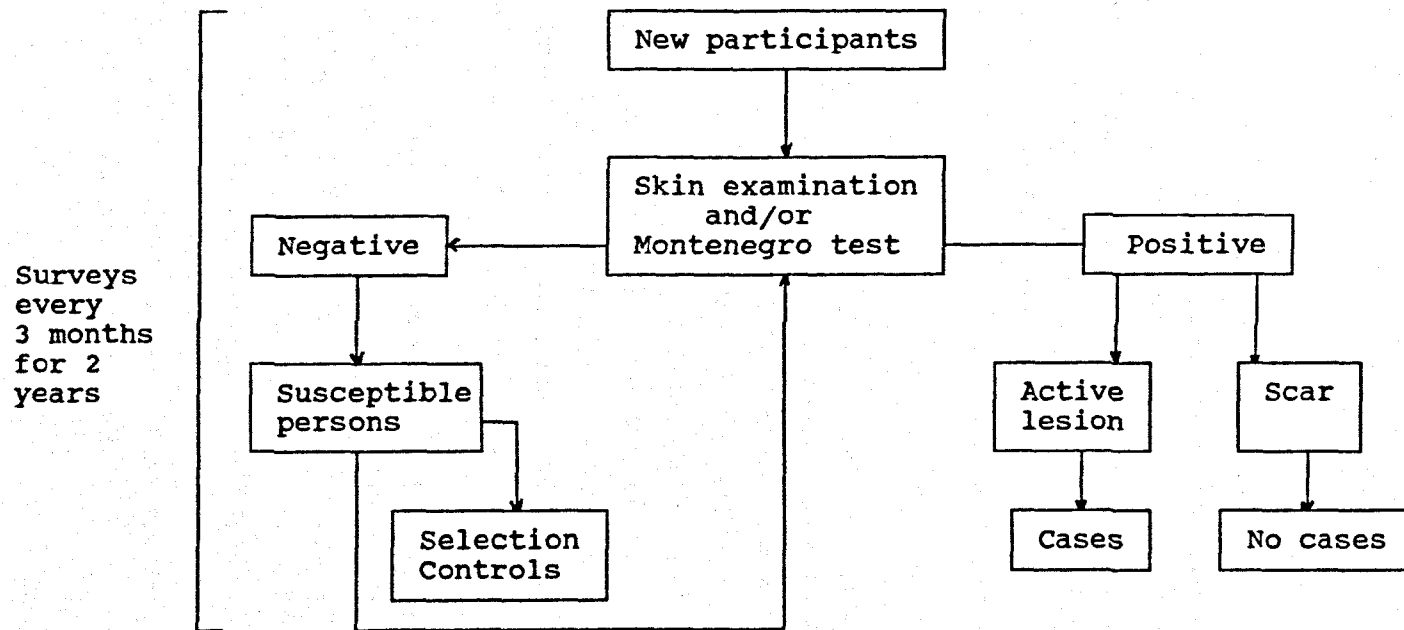 New participants
Skin examination
and/or
Montenegro test
Negative
Positive
Surveys
every
3 months
for 2
years
Susceptible
persons
Active
lesion
Scar
Selection
Controls
Cases
No cases